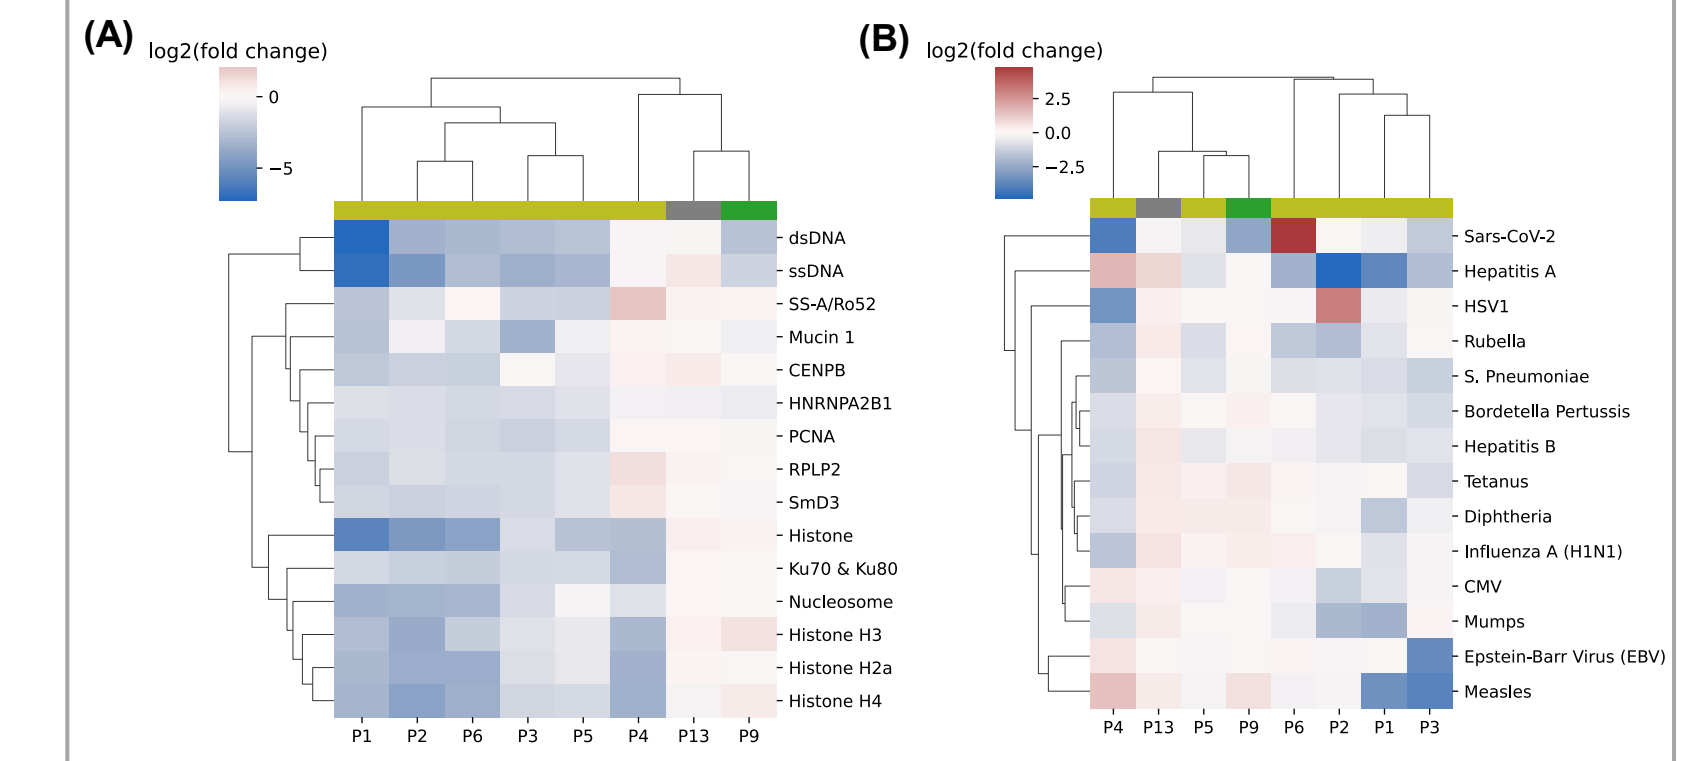 (A)
log2(fold change)
0
−5
dsDNA
ssDNA
SS-A/Ro52
Mucin 1
CENPB
HNRNPA2B1
PCNA
RPLP2
SmD3
Histone
Ku70 & Ku80
Nucleosome
Histone H3
Histone H2a
Histone H4
P1 P2 P6 P3 P5 P4 P13 P9
(B)
log2(fold change)
2.5
0.0
−2.5
Sars-CoV-2
Hepatitis A
HSV1
Rubella
S. Pneumoniae
Bordetella Pertussis
Hepatitis B
Tetanus
Diphtheria
Influenza A (H1N1)
CMV
Mumps
Epstein-Barr Virus (EBV)
Measles
P4 P13 P5 P9 P6 P2 P1 P3